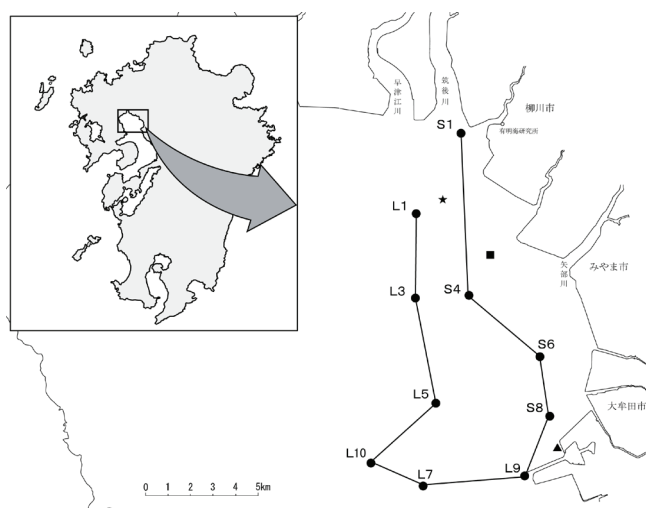 早津江川
筑後川
柳川市
有明海研究所
S1
L1
矢部川
みやま市
L3
S4
S6
L5
大牟田市
S8
L10
L7
L9
0 1 2 3 4 5km